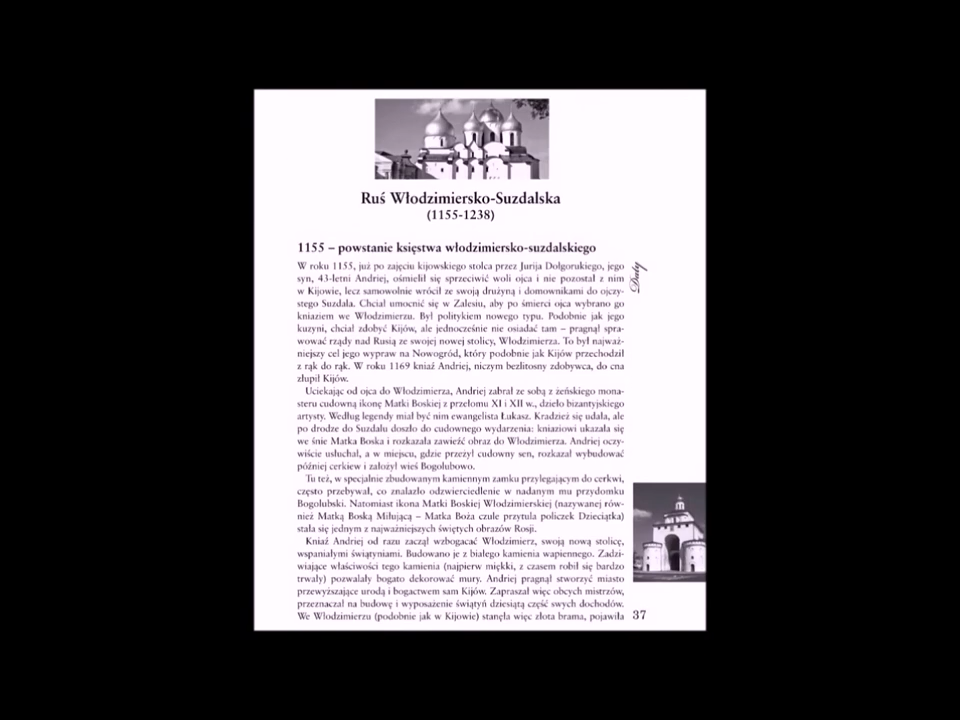 Ruś Włodzimiersko-Suzdalska
(1155-1238)
1155 – powstanie księstwa włodzimiersko-suzdalskiego
W roku 1155, już po zajęciu kijowskiego stolca przez Jurija Dołgorukiego, jego
syn, 43-letni Andriej, ośmielił się sprzeciwić woli ojca i nie pozostał z nim
w Kijowie, lecz samowolnie wrócił ze swoją drużyną i domownikami do ojczy-
stego Suzdala. Chciał umocnić się w Zalesiu, aby po śmierci ojca wybrano go
kniaziem we Włodzimierzu. Był politykiem nowego typu. Podobnie jak jego
kuzyni, chciał zdobyć Kijów, ale jednocześnie nie osiadać tam – pragnął spra-
wować rządy nad Rusią ze swojej nowej stolicy, Włodzimierza. To był najważ-
niejszy cel jego wypraw na Nowogród, który podobnie jak Kijów przechodził
z rąk do rąk. W roku 1169 kniaź Andriej, niczym bezlitosny zdobywca, do cna
złupił Kijów.
Uciekając od ojca do Włodzimierza, Andriej zabrał ze sobą z żeńskiego mona-
steru cudowną ikonę Matki Boskiej z przełomu XI i XII w., dzieło bizantyjskiego
artysty. Według legendy miał być nim ewangelista Łukasz. Kradzież się udała, ale
po drodze do Suzdalu doszło do cudownego wydarzenia: kniaziowi ukazała się
we śnie Matka Boska i rozkazała zawieźć obraz do Włodzimierza. Andriej oczy-
wiście usłuchał, a w miejscu, gdzie przeżył cudowny sen, rozkazał wybudować
później cerkiew i założył wieś Bogolubowo.
Tu też, w specjalnie zbudowanym kamiennym zamku przylegającym do cerkwi,
często przebywał, co znalazło odzwierciedlenie w nadanym mu przydomku
Bogolubski. Natomiast ikona Matki Boskiej Włodzimierskiej (nazywanej rów-
nież Matką Boską Miłującą – Matka Boża czule przytula policzek Dzieciątka)
stała się jednym z najważniejszych świętych obrazów Rosji.
Kniaź Andriej od razu zaczął wzbogacać Włodzimierz, swoją nową stolicę,
wspaniałymi świątyniami. Budowano je z białego kamienia wapiennego. Zadzi-
wiające właściwości tego kamienia (najpierw miękki, z czasem robił się bardzo
trwały) pozwalały bogato dekorować mury. Andriej pragnął stworzyć miasto
przewyższające urodą i bogactwem sam Kijów. Zapraszał więc obcych mistrzów,
przeznaczał na budowę i wyposażenie świątyń dziesiątą część swych dochodów.
We Włodzimierzu (podobnie jak w Kijowie) stanęła więc złota brama, pojawiła
Daty
37